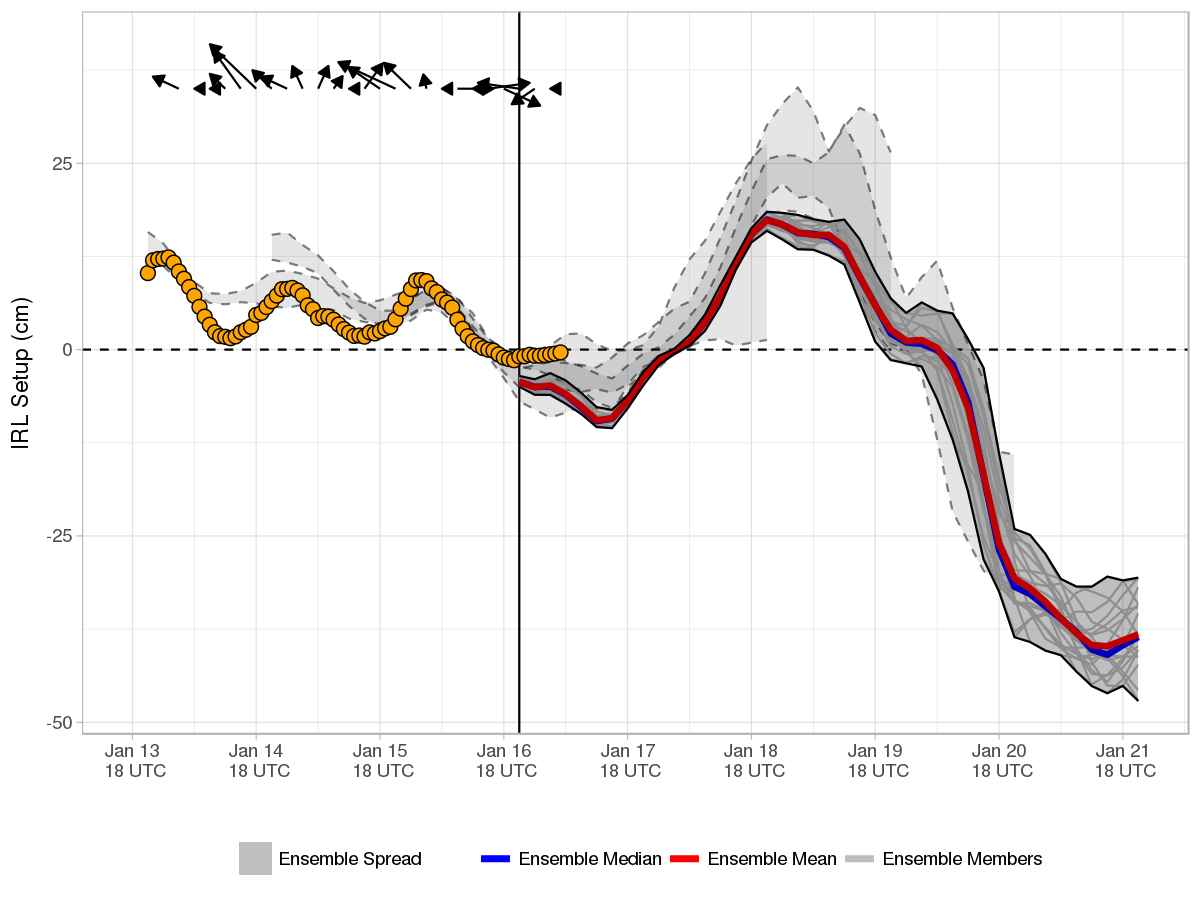 25
0
-25
-50
IRL Setup (cm)
Jan 13 Jan 14 Jan 15 Jan 16 Jan 17 Jan 18 Jan 19 Jan 20 Jan 21
18 UTC 18 UTC 18 UTC 18 UTC 18 UTC 18 UTC 18 UTC 18 UTC 18 UTC
Ensemble Spread Ensemble Median Ensemble Mean Ensemble Members